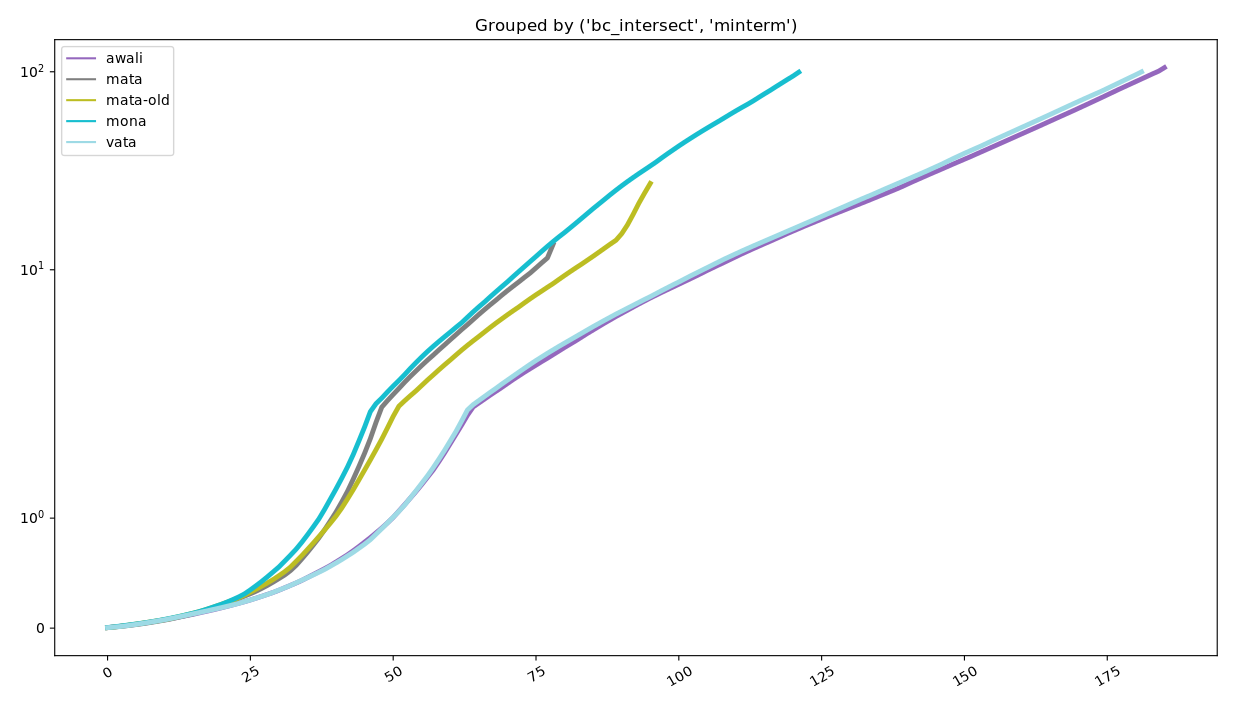 Grouped by ('bc_intersect', 'minterm')
awali
mata
mata-old
mona
vata
10²
10¹
10⁰
0
0 25 50 75 100 125 150 175